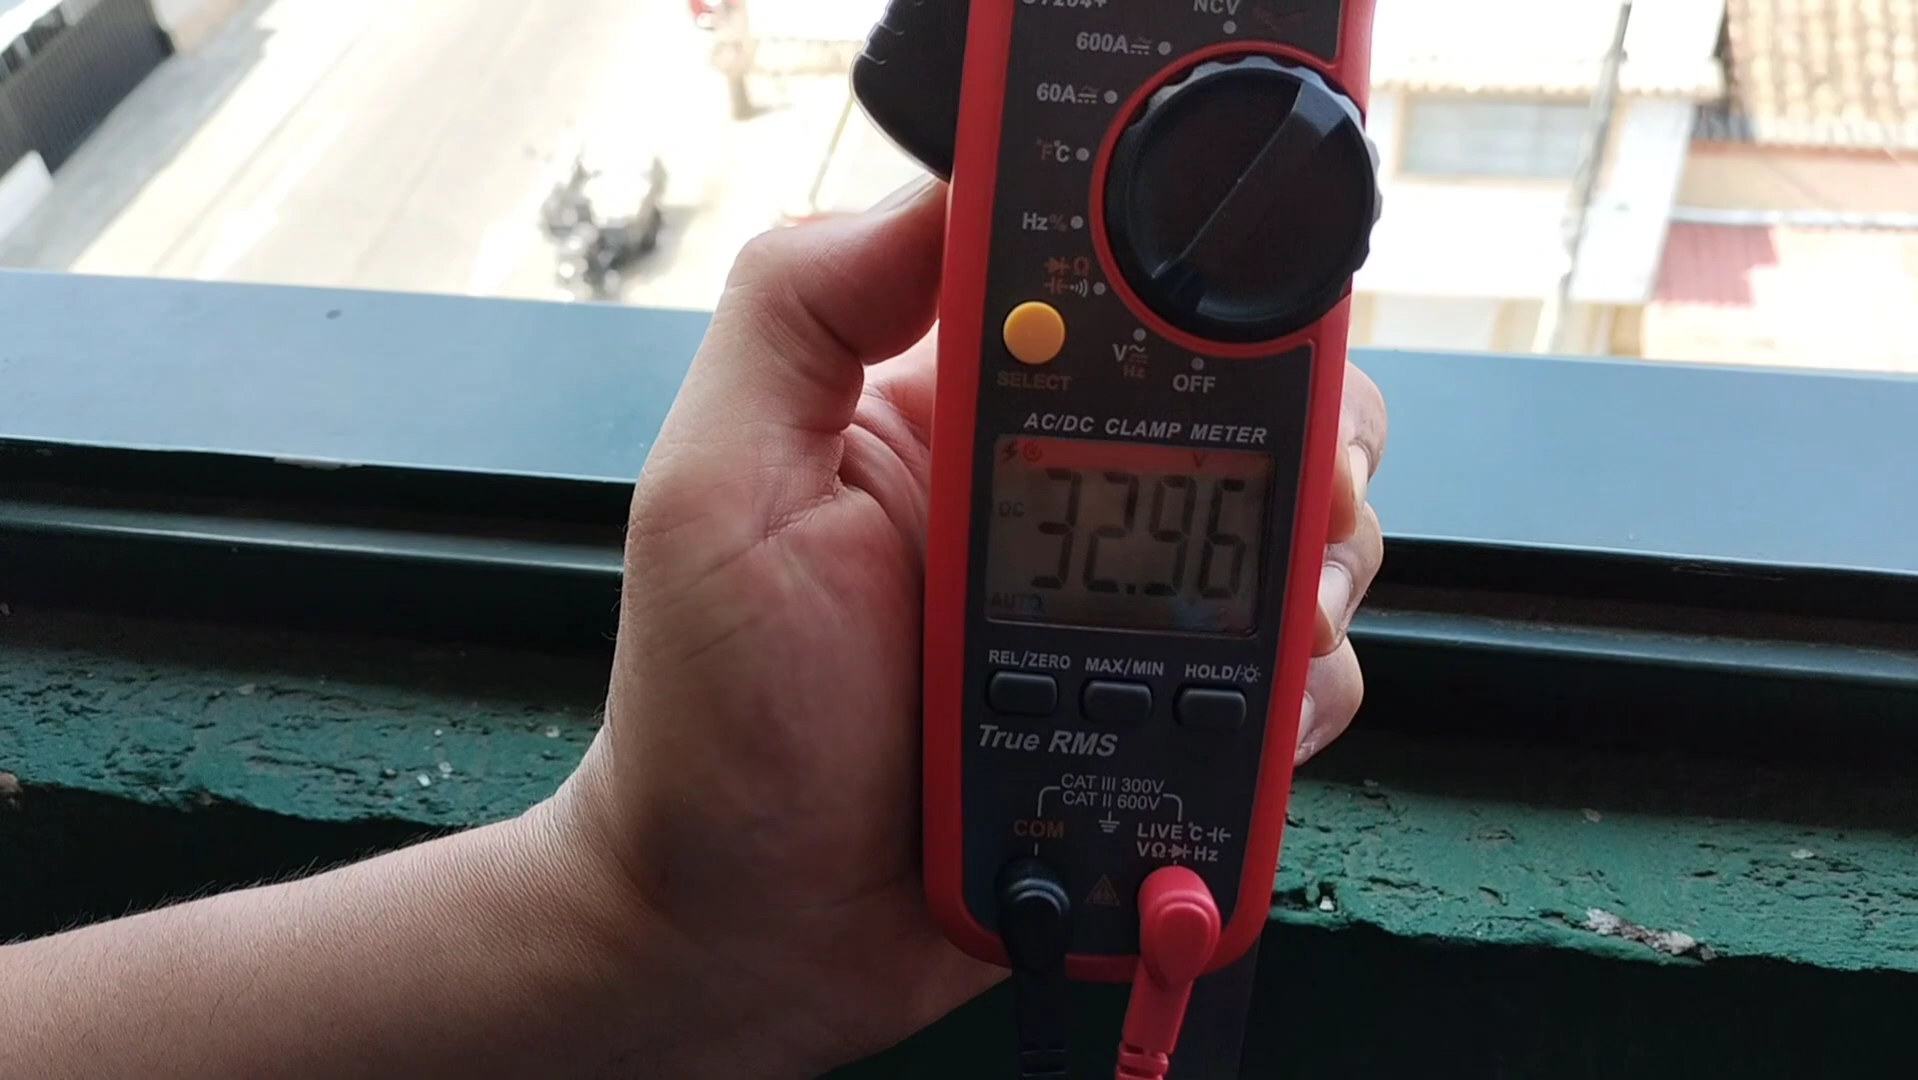 NCV
600A
60A
°F°C
Hz%
Ω
SELECT
V
Hz
OFF
AC/DC CLAMP METER
V
DC
32.96
AUTO
REL/ZERO MAX/MIN HOLD/
True RMS
CAT III 300V
CAT II 600V
COM
LIVE °C
VΩ Hz